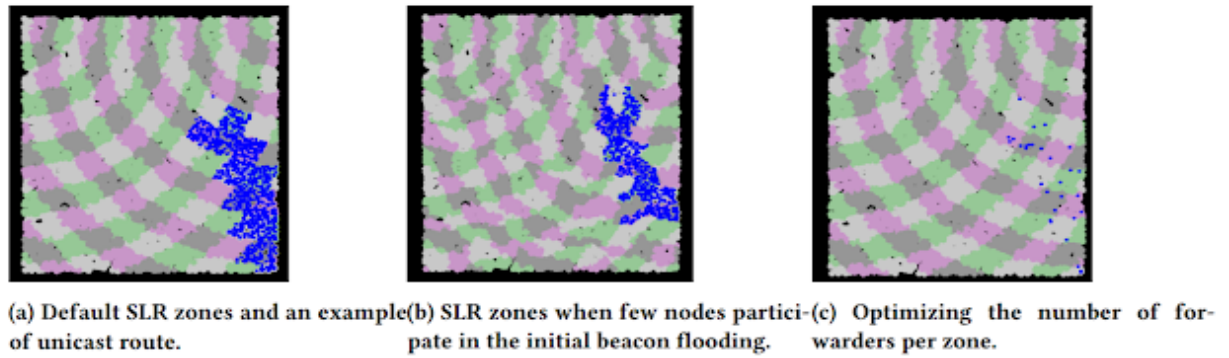 (a) Default SLR zones and an example
of unicast route.
(b) SLR zones when few nodes partici-
pate in the initial beacon flooding.
(c) Optimizing the number of for-
warders per zone.